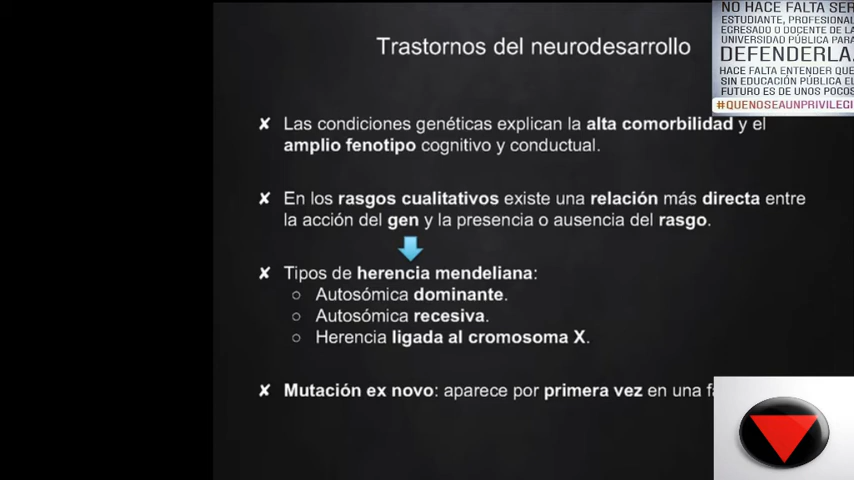 Trastornos del neurodesarrollo
NO HACE FALTA SER
ESTUDIANTE, PROFESIONAL
EGRESADO O DOCENTE DE LA
UNIVERSIDAD PÚBLICA PARA
DEFENDERLA.
HACE FALTA ENTENDER QUE
SIN EDUCACIÓN PÚBLICA EL
FUTURO ES DE UNOS POCOS
#QUENOSEAUNPRIVILEGI
✘ Las condiciones genéticas explican la alta comorbilidad y el
amplio fenotipo cognitivo y conductual.
✘ En los rasgos cualitativos existe una relación más directa entre
la acción del gen y la presencia o ausencia del rasgo.
✘ Tipos de herencia mendeliana:
○ Autosómica dominante.
○ Autosómica recesiva.
○ Herencia ligada al cromosoma X.
✘ Mutación ex novo: aparece por primera vez en una